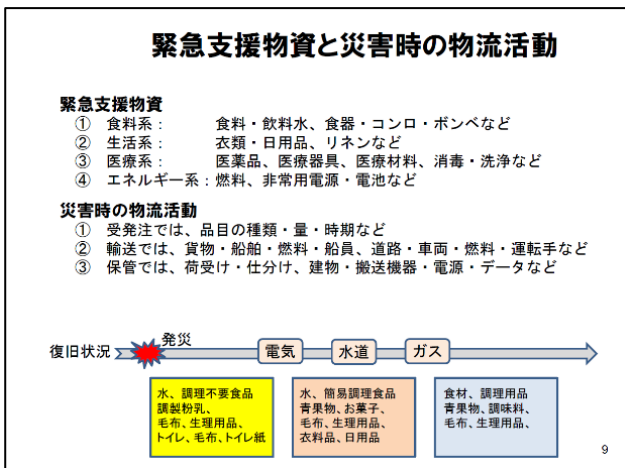 緊急支援物資と災害時の物流活動
緊急支援物資
① 食料系： 食料・飲料水、食器・コンロ・ボンベなど
② 生活系： 衣類・日用品、リネンなど
③ 医療系： 医薬品、医療器具、医療材料、消毒・洗浄など
④ エネルギー系：燃料、非常用電源・電池など
災害時の物流活動
① 受発注では、品目の種類・量・時期など
② 輸送では、貨物・船舶・燃料・船員、道路・車両・燃料・運転手など
③ 保管では、荷受け・仕分け、建物・搬送機器・電源・データなど
復旧状況
発災
電気
水道
ガス
水、調理不要食品
調製粉乳、
毛布、生理用品、
トイレ、毛布、トイレ紙
水、簡易調理食品
青果物、お菓子、
毛布、生理用品、
衣料品、日用品
食材、調理用品
青果物、調味料、
毛布、生理用品、
9